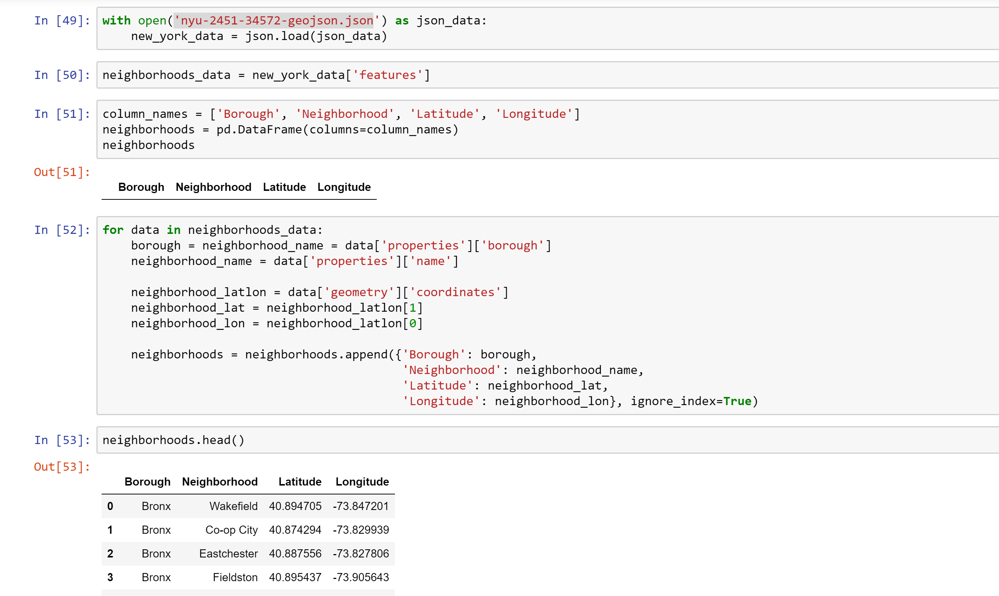 In [49]: with open('nyu-2451-34572-geojson.json') as json_data:
    new_york_data = json.load(json_data)
In [50]: neighborhoods_data = new_york_data['features']
In [51]: column_names = ['Borough', 'Neighborhood', 'Latitude', 'Longitude']
neighborhoods = pd.DataFrame(columns=column_names)
neighborhoods
Out[51]:
Borough Neighborhood Latitude Longitude
In [52]: for data in neighborhoods_data:
    borough = neighborhood_name = data['properties']['borough']
    neighborhood_name = data['properties']['name']
    neighborhood_latlon = data['geometry']['coordinates']
    neighborhood_lat = neighborhood_latlon[1]
    neighborhood_lon = neighborhood_latlon[0]
    neighborhoods = neighborhoods.append({'Borough': borough,
                                          'Neighborhood': neighborhood_name,
                                          'Latitude': neighborhood_lat,
                                          'Longitude': neighborhood_lon}, ignore_index=True)
In [53]: neighborhoods.head()
Out[53]:
Borough Neighborhood Latitude Longitude
0 Bronx Wakefield 40.894705 -73.847201
1 Bronx Co-op City 40.874294 -73.829939
2 Bronx Eastchester 40.887556 -73.827806
3 Bronx Fieldston 40.895437 -73.905643